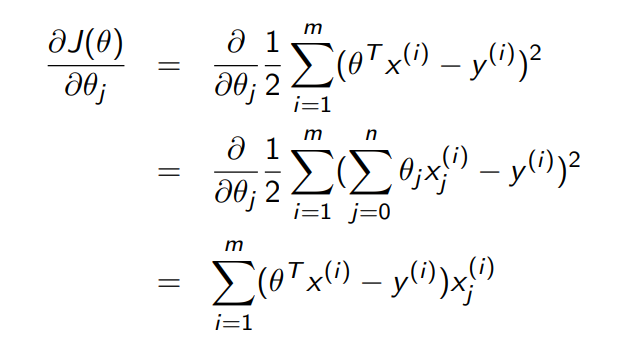 ∂J(θ)/∂θ_j = ∂/∂θ_j 1/2 ∑_{i=1}^{m} (θ^T x^{(i)} − y^{(i)})^2
= ∂/∂θ_j 1/2 ∑_{i=1}^{m} (∑_{j=0}^{n} θ_j x_j^{(i)} − y^{(i)})^2
= ∑_{i=1}^{m} (θ^T x^{(i)} − y^{(i)}) x_j^{(i)}